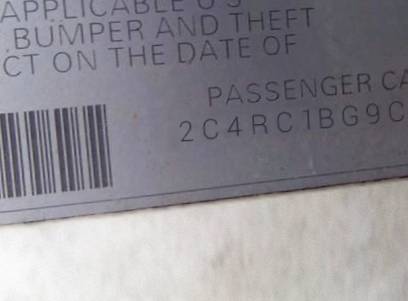 APPLICABLE U S
BUMPER AND THEFT
CT ON THE DATE OF
PASSENGER CA
2C4RC1BG9C